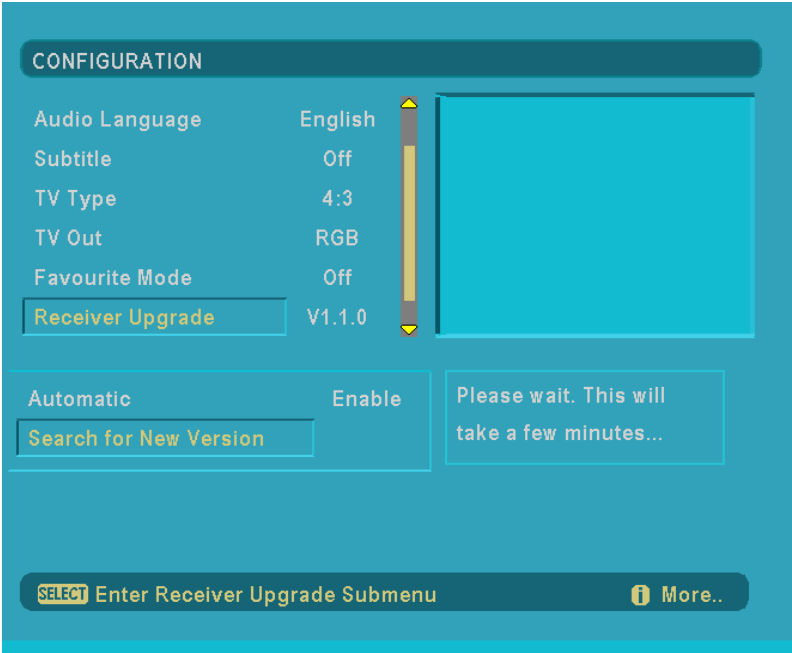 CONFIGURATION
Audio Language English
Subtitle Off
TV Type 4:3
TV Out RGB
Favourite Mode Off
Receiver Upgrade V1.1.0
Automatic Enable
Search for New Version
Please wait. This will
take a few minutes...
SELECT Enter Receiver Upgrade Submenu i More..